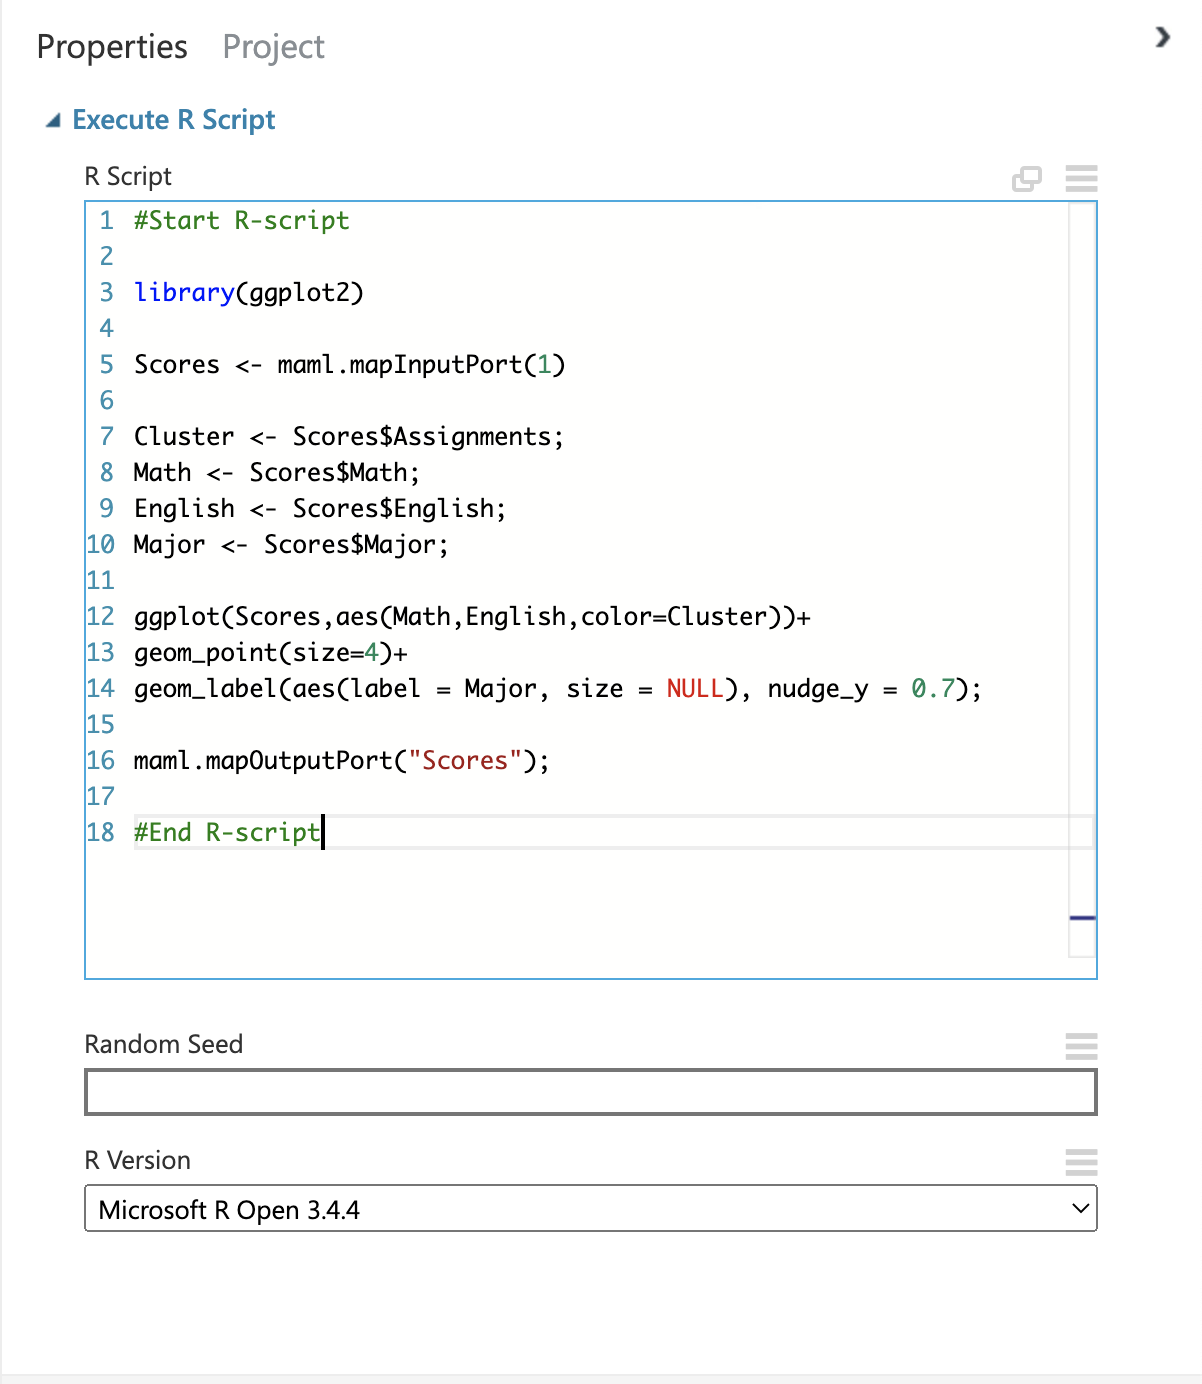 Properties Project
Execute R Script
R Script
1 #Start R-script
2
3 library(ggplot2)
4
5 Scores <- maml.mapInputPort(1)
6
7 Cluster <- Scores$Assignments;
8 Math <- Scores$Math;
9 English <- Scores$English;
10 Major <- Scores$Major;
11
12 ggplot(Scores,aes(Math,English,color=Cluster))+
13 geom_point(size=4)+
14 geom_label(aes(label = Major, size = NULL), nudge_y = 0.7);
15
16 maml.mapOutputPort("Scores");
17
18 #End R-script
Random Seed
R Version
Microsoft R Open 3.4.4